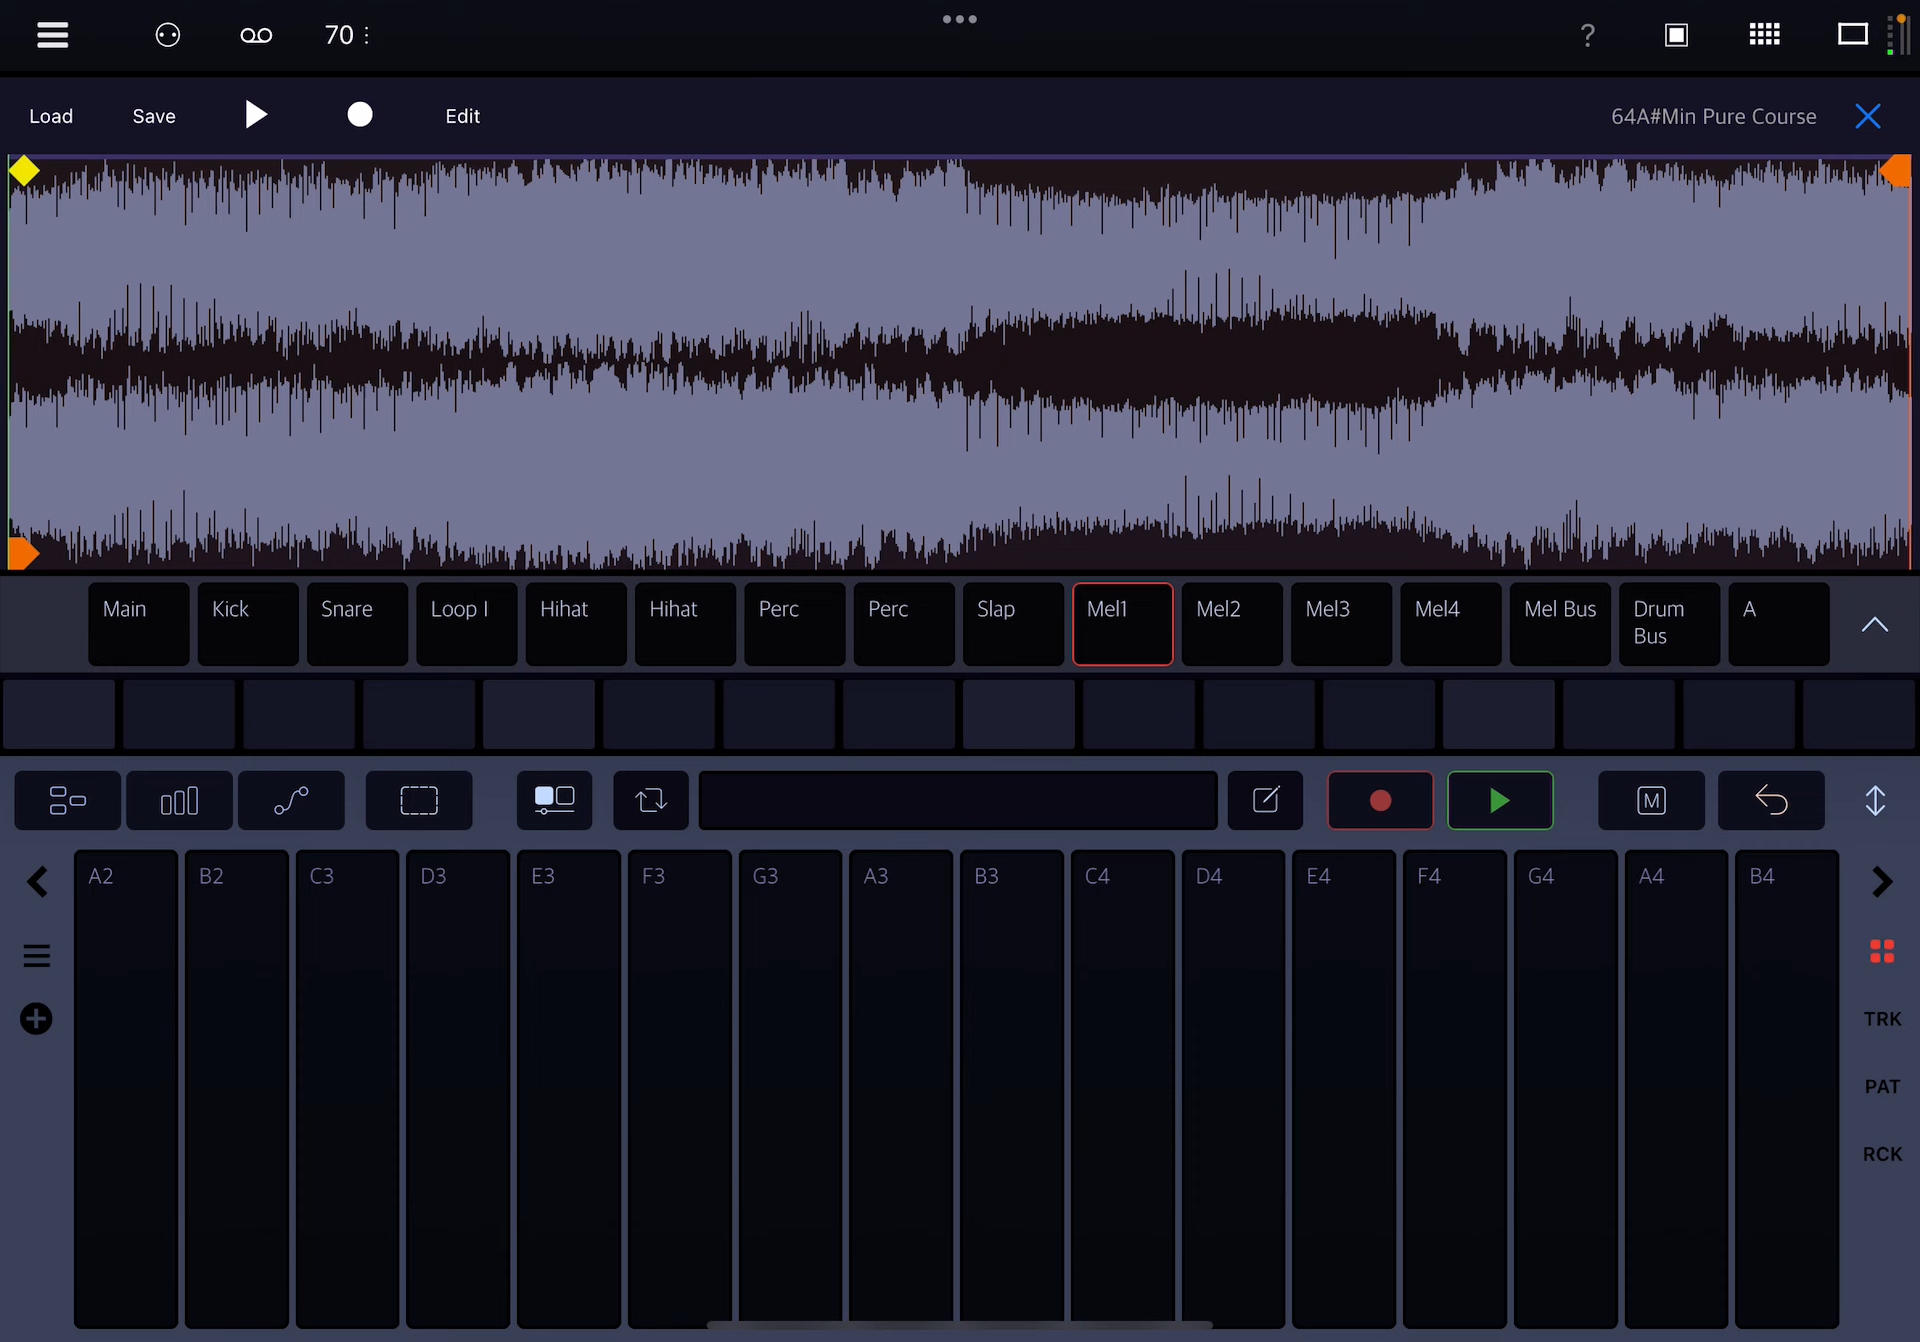 70
?
Load Save Edit 64A#Min Pure Course
Main Kick Snare Loop I Hihat Hihat Perc Perc Slap Mel1 Mel2 Mel3 Mel4 Mel Bus Drum Bus A
M
A2 B2 C3 D3 E3 F3 G3 A3 B3 C4 D4 E4 F4 G4 A4 B4
TRK
PAT
RCK